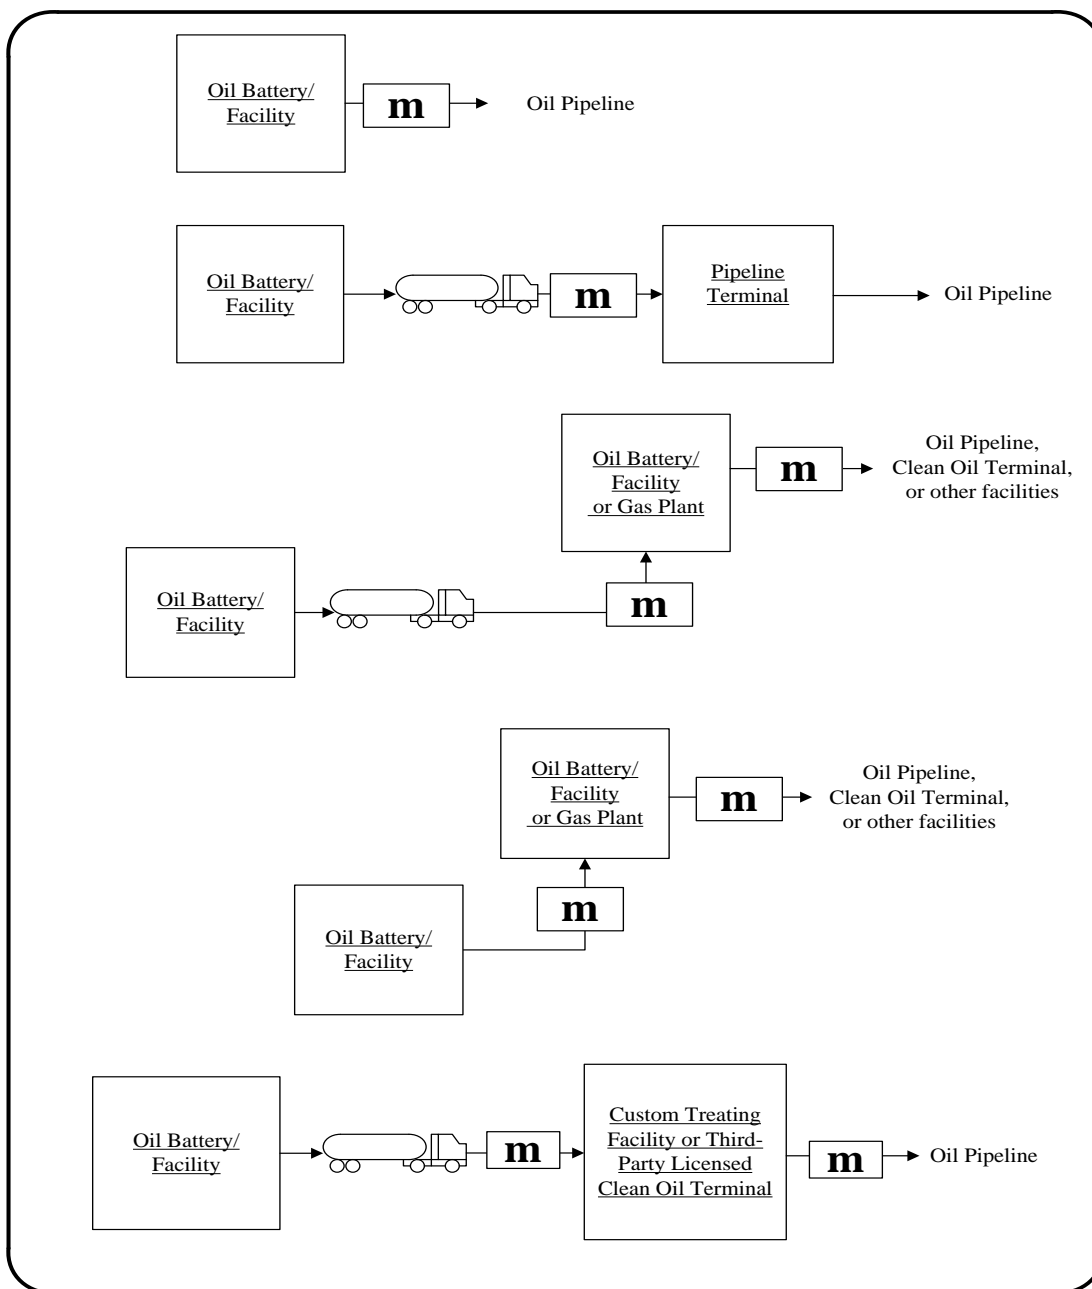 Oil Battery/
Facility
m
Oil Pipeline
Oil Battery/
Facility
m
Pipeline
Terminal
Oil Pipeline
Oil Battery/
Facility
or Gas Plant
m
Oil Pipeline,
Clean Oil Terminal,
or other facilities
Oil Battery/
Facility
m
Oil Battery/
Facility
or Gas Plant
m
Oil Pipeline,
Clean Oil Terminal,
or other facilities
m
Oil Battery/
Facility
Oil Battery/
Facility
m
Custom Treating
Facility or Third-
Party Licensed
Clean Oil Terminal
m
Oil Pipeline